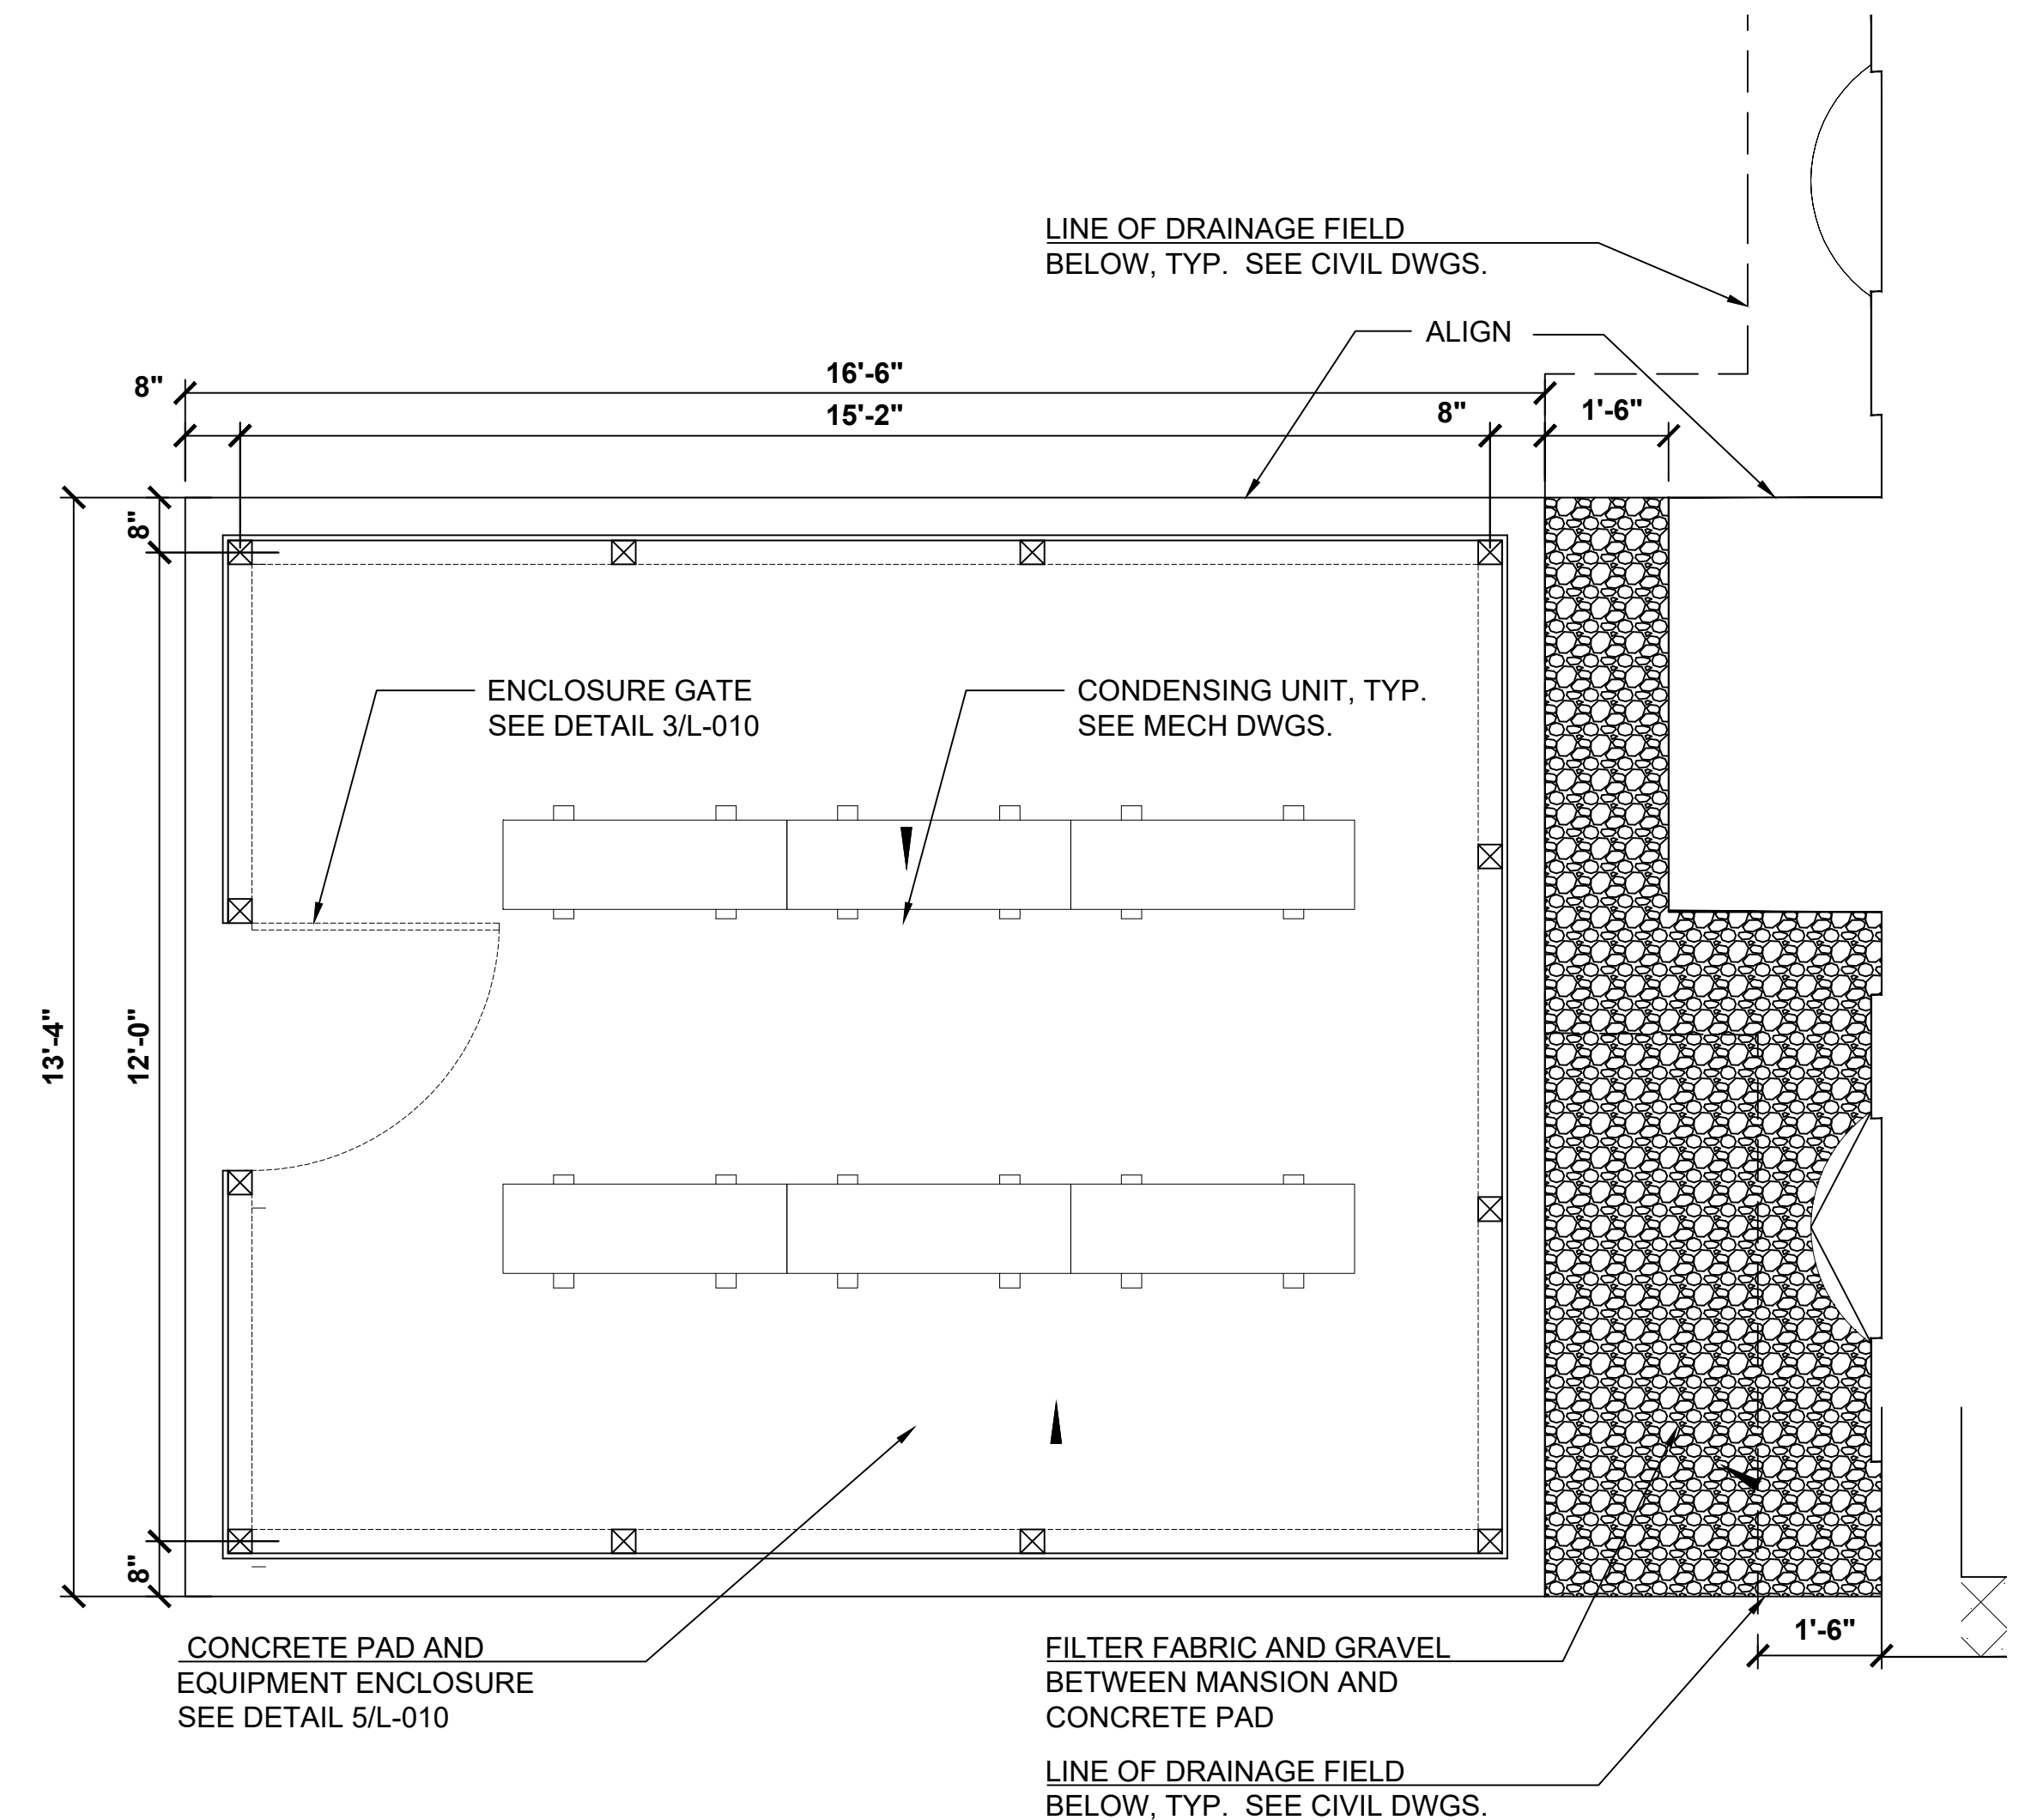 LINE OF DRAINAGE FIELD
BELOW, TYP.  SEE CIVIL DWGS.
ALIGN
16'-6"
8"
15'-2"
8"
1'-6"
8"
ENCLOSURE GATE
SEE DETAIL 3/L-010
CONDENSING UNIT, TYP.
SEE MECH DWGS.
13'-4"
12'-0"
8"
1'-6"
CONCRETE PAD AND
EQUIPMENT ENCLOSURE
SEE DETAIL 5/L-010
FILTER FABRIC AND GRAVEL
BETWEEN MANSION AND
CONCRETE PAD
LINE OF DRAINAGE FIELD
BELOW, TYP.  SEE CIVIL DWGS.